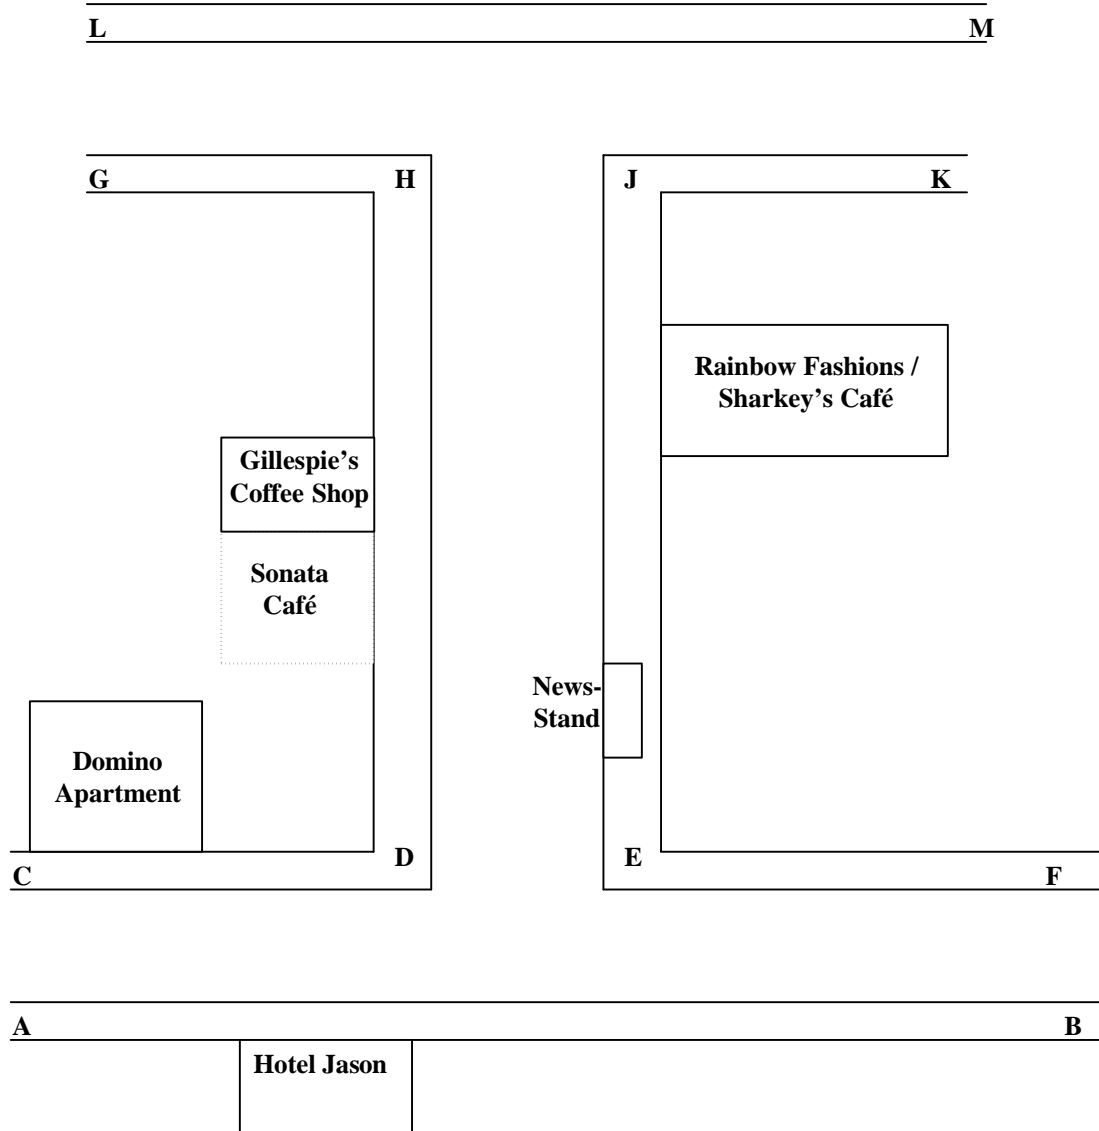 L M
G H J K
Rainbow Fashions /
Sharkey's Café
Gillespie's
Coffee Shop
Sonata
Café
News-
Stand
Domino
Apartment
C D E F
A B
Hotel Jason